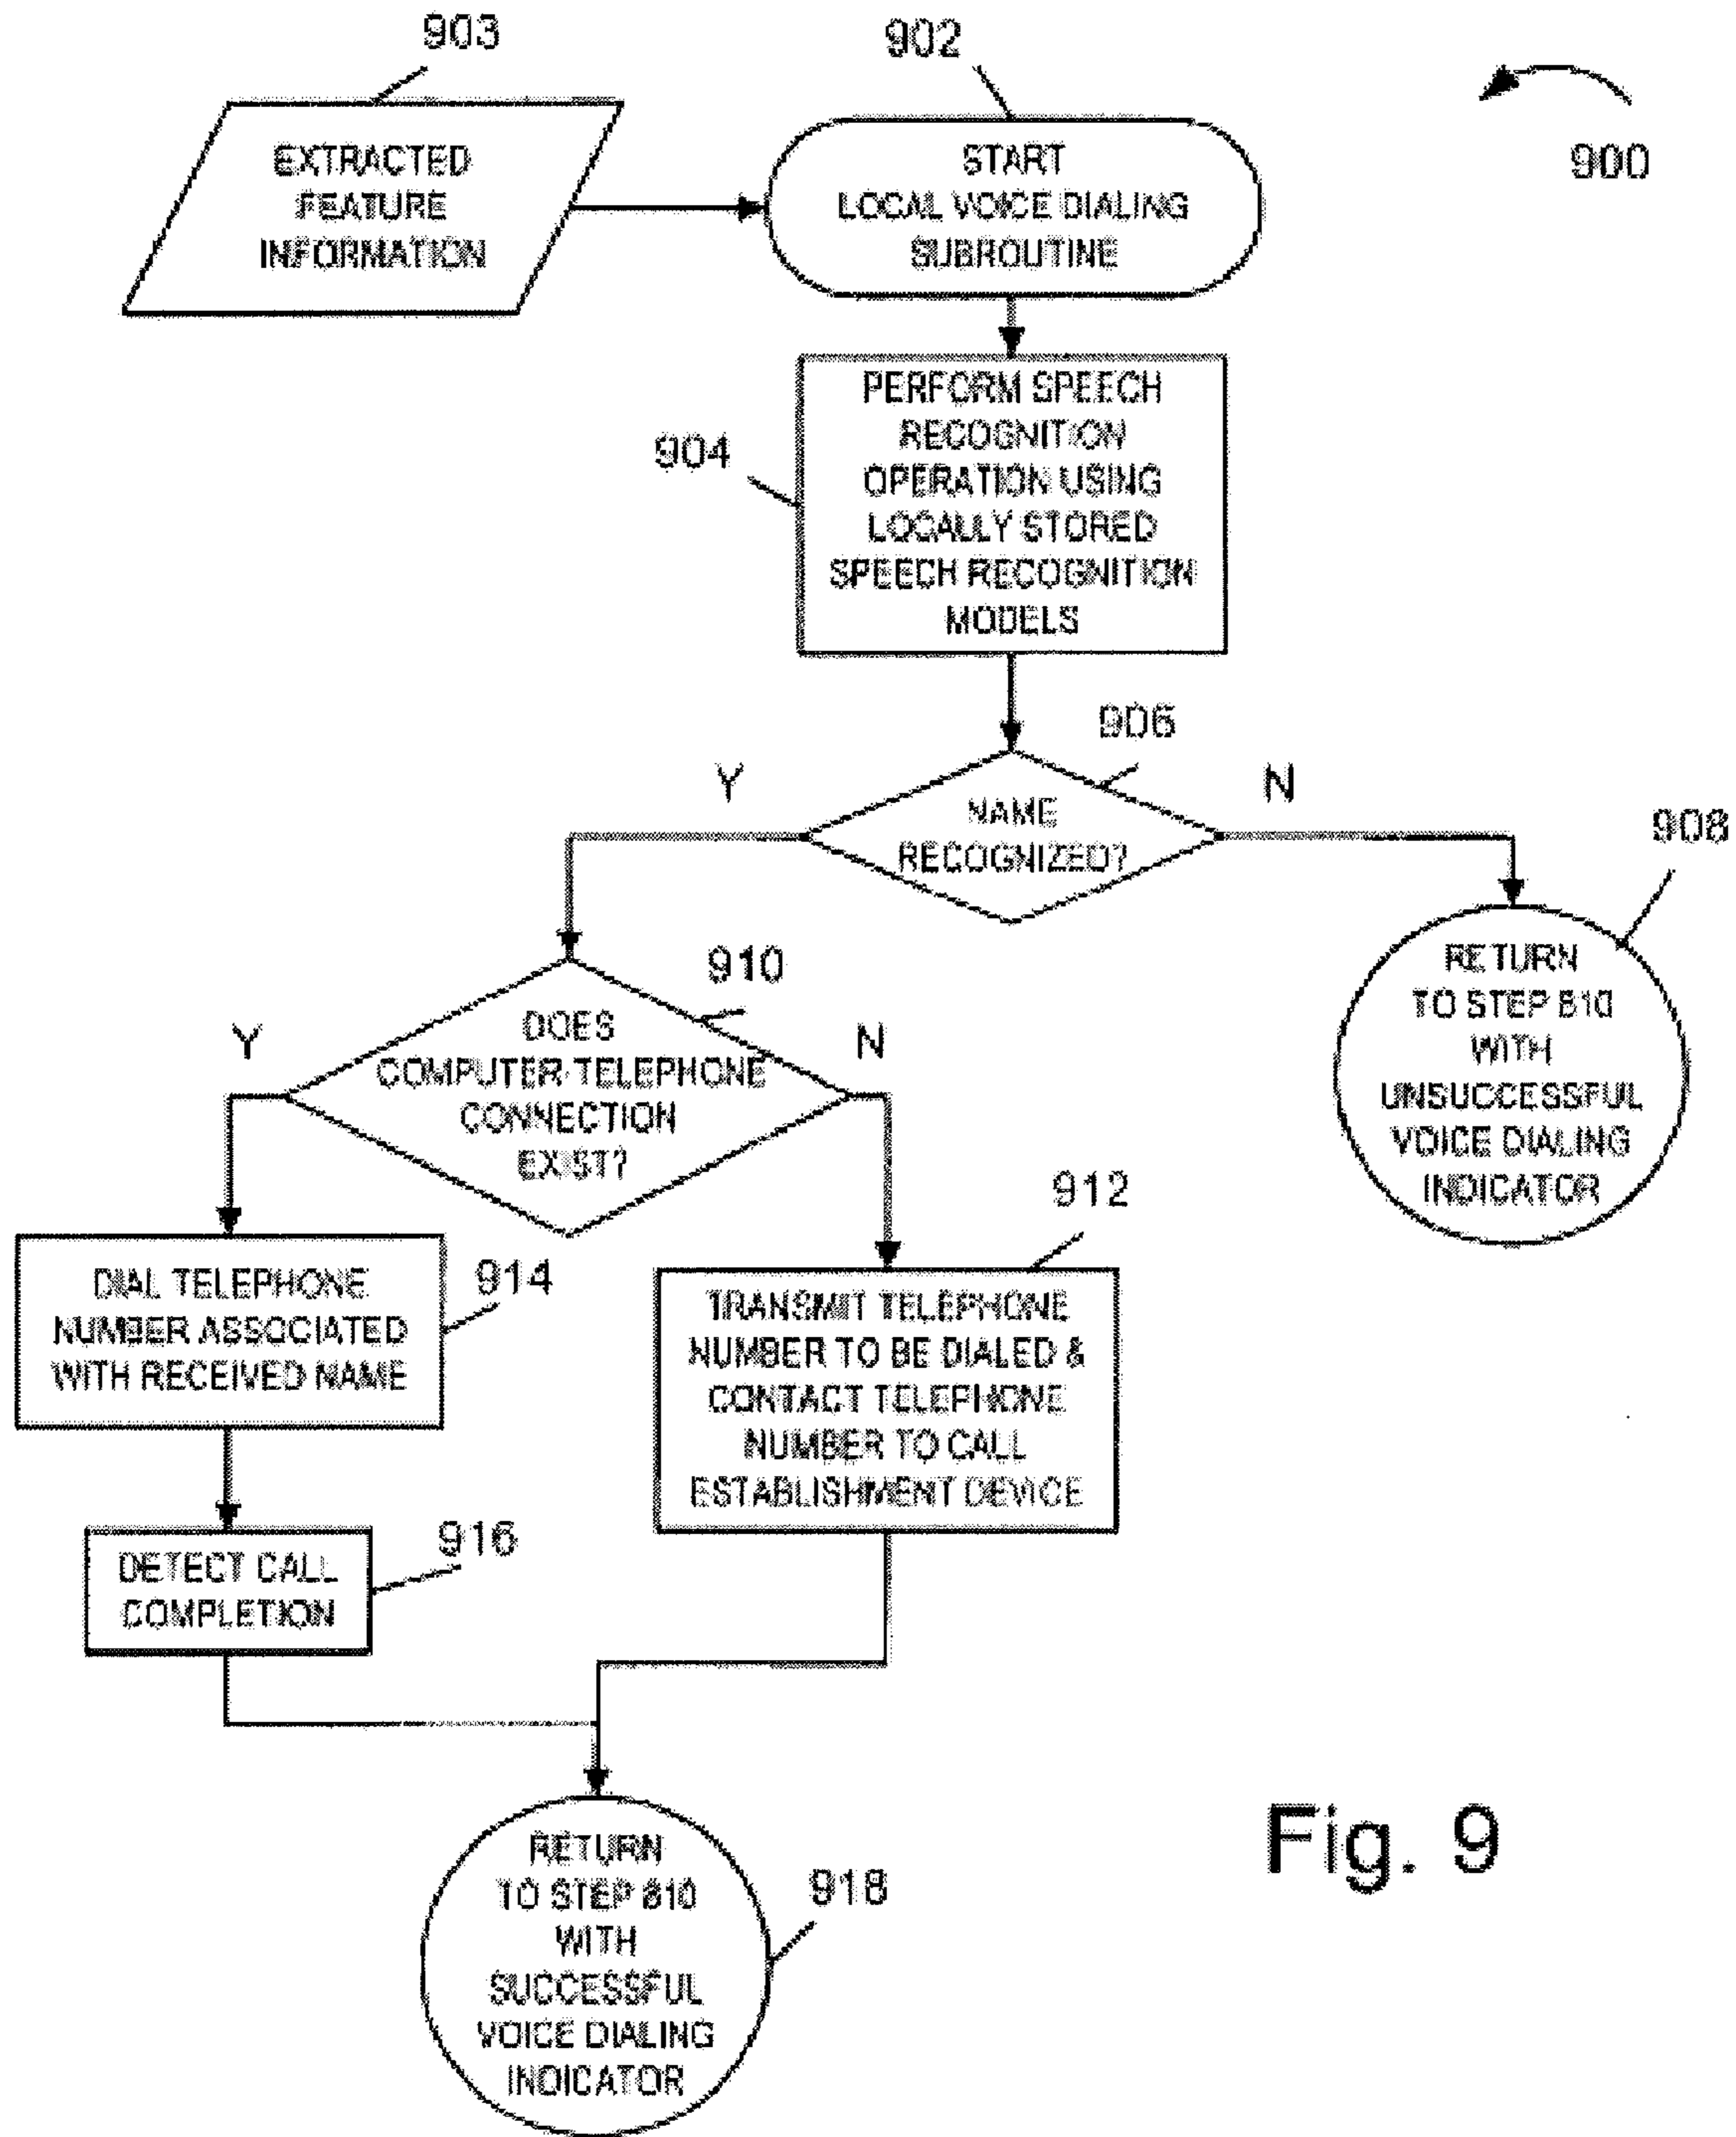 903
902
900
EXTRACTED
FEATURE
INFORMATION
START
LOCAL VOICE DIALING
SUBROUTINE
904
PERFORM SPEECH
RECOGNITION
OPERATION USING
LOCALLY STORED
SPEECH RECOGNITION
MODELS
906
Y
N
NAME
RECOGNIZED?
908
RETURN
TO STEP 810
WITH
UNSUCCESSFUL
VOICE DIALING
INDICATOR
910
Y
N
DOES
COMPUTER-TELEPHONE
CONNECTION
EXIST?
914
DIAL TELEPHONE
NUMBER ASSOCIATED
WITH RECEIVED NAME
912
TRANSMIT TELEPHONE
NUMBER TO BE DIALED &
CONTACT TELEPHONE
NUMBER TO CALL
ESTABLISHMENT DEVICE
916
DETECT CALL
COMPLETION
918
RETURN
TO STEP 810
WITH
SUCCESSFUL
VOICE DIALING
INDICATOR
Fig. 9